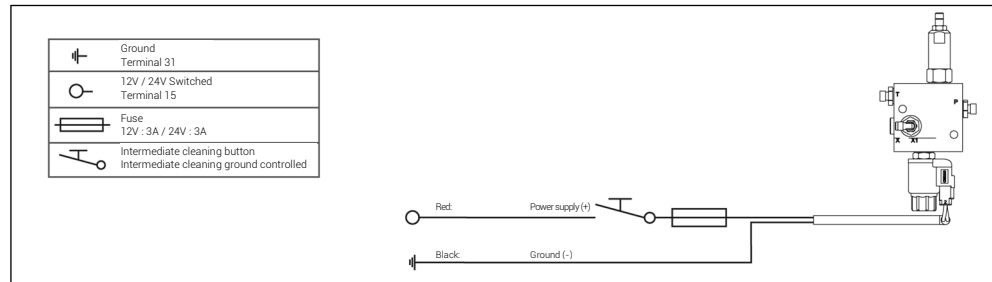 Ground
Terminal 31
12V / 24V Switched
Terminal 15
Fuse
12V : 3A / 24V : 3A
Intermediate cleaning button
Intermediate cleaning ground controlled
T
P
X X1
Red: Power supply (+)
Black: Ground (-)